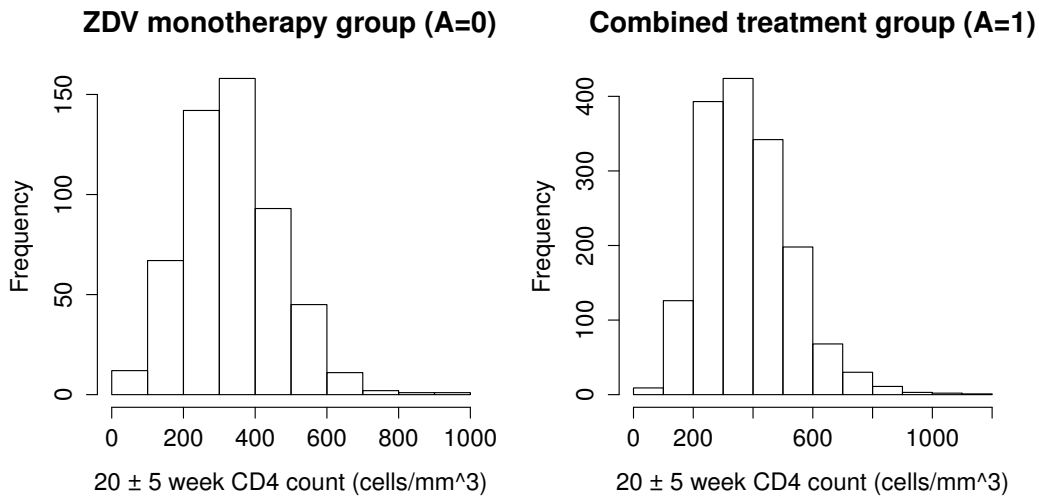 ZDV monotherapy group (A=0)
Frequency
150
100
50
0
0 200 400 600 800 1000
20 ± 5 week CD4 count (cells/mm^3)
Combined treatment group (A=1)
Frequency
400
300
200
100
0
0 200 600 1000
20 ± 5 week CD4 count (cells/mm^3)